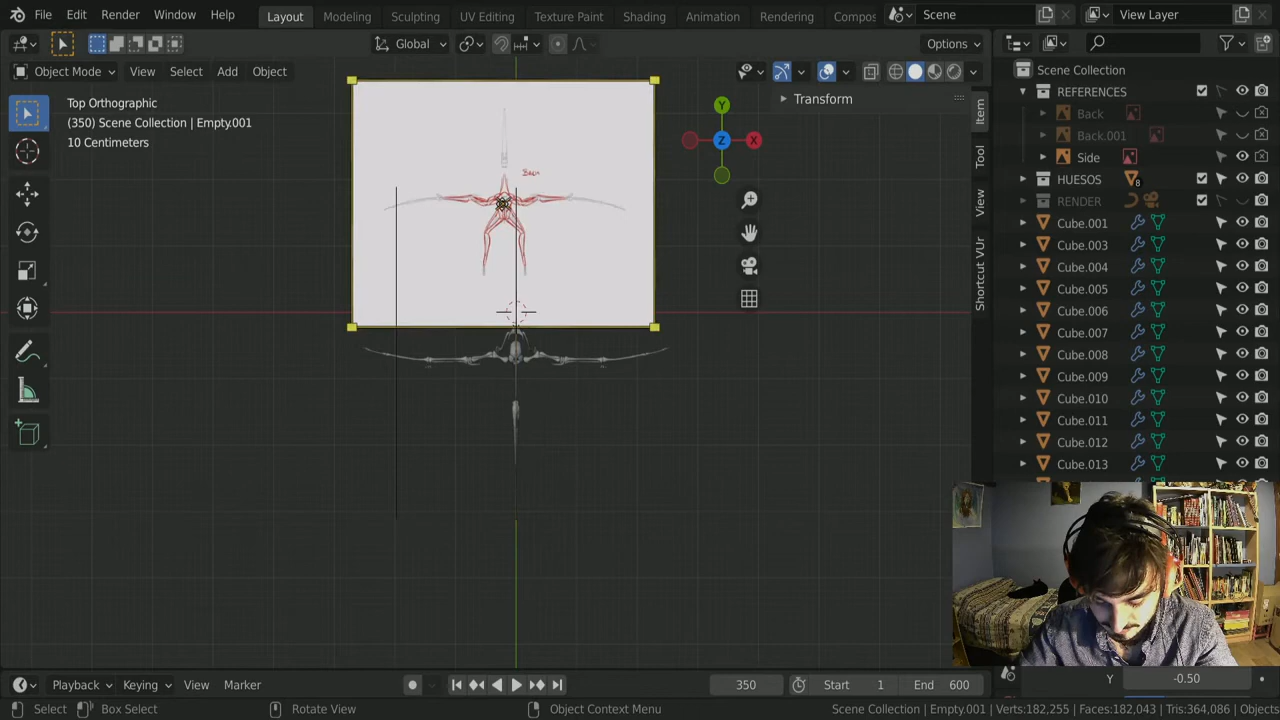 File Edit Render Window Help Layout Modeling Sculpting UV Editing Texture Paint Shading Animation Rendering Compos Scene View Layer
Global Options
Object Mode View Select Add Object
Top Orthographic
(350) Scene Collection | Empty.001
10 Centimeters
Transform
Y
Z
X
Item
Tool
View
Shortcut VUr
Scene Collection
REFERENCES
Back
Back.001
Side
HUESOS 8
RENDER
Cube.001
Cube.003
Cube.004
Cube.005
Cube.006
Cube.007
Cube.008
Cube.009
Cube.010
Cube.011
Cube.012
Cube.013
Y -0.50
Playback Keying View Marker 350 Start 1 End 600
Select Box Select Rotate View Object Context Menu Scene Collection | Empty.001 | Verts:182,255 | Faces:182,043 | Tris:364,086 | Objects